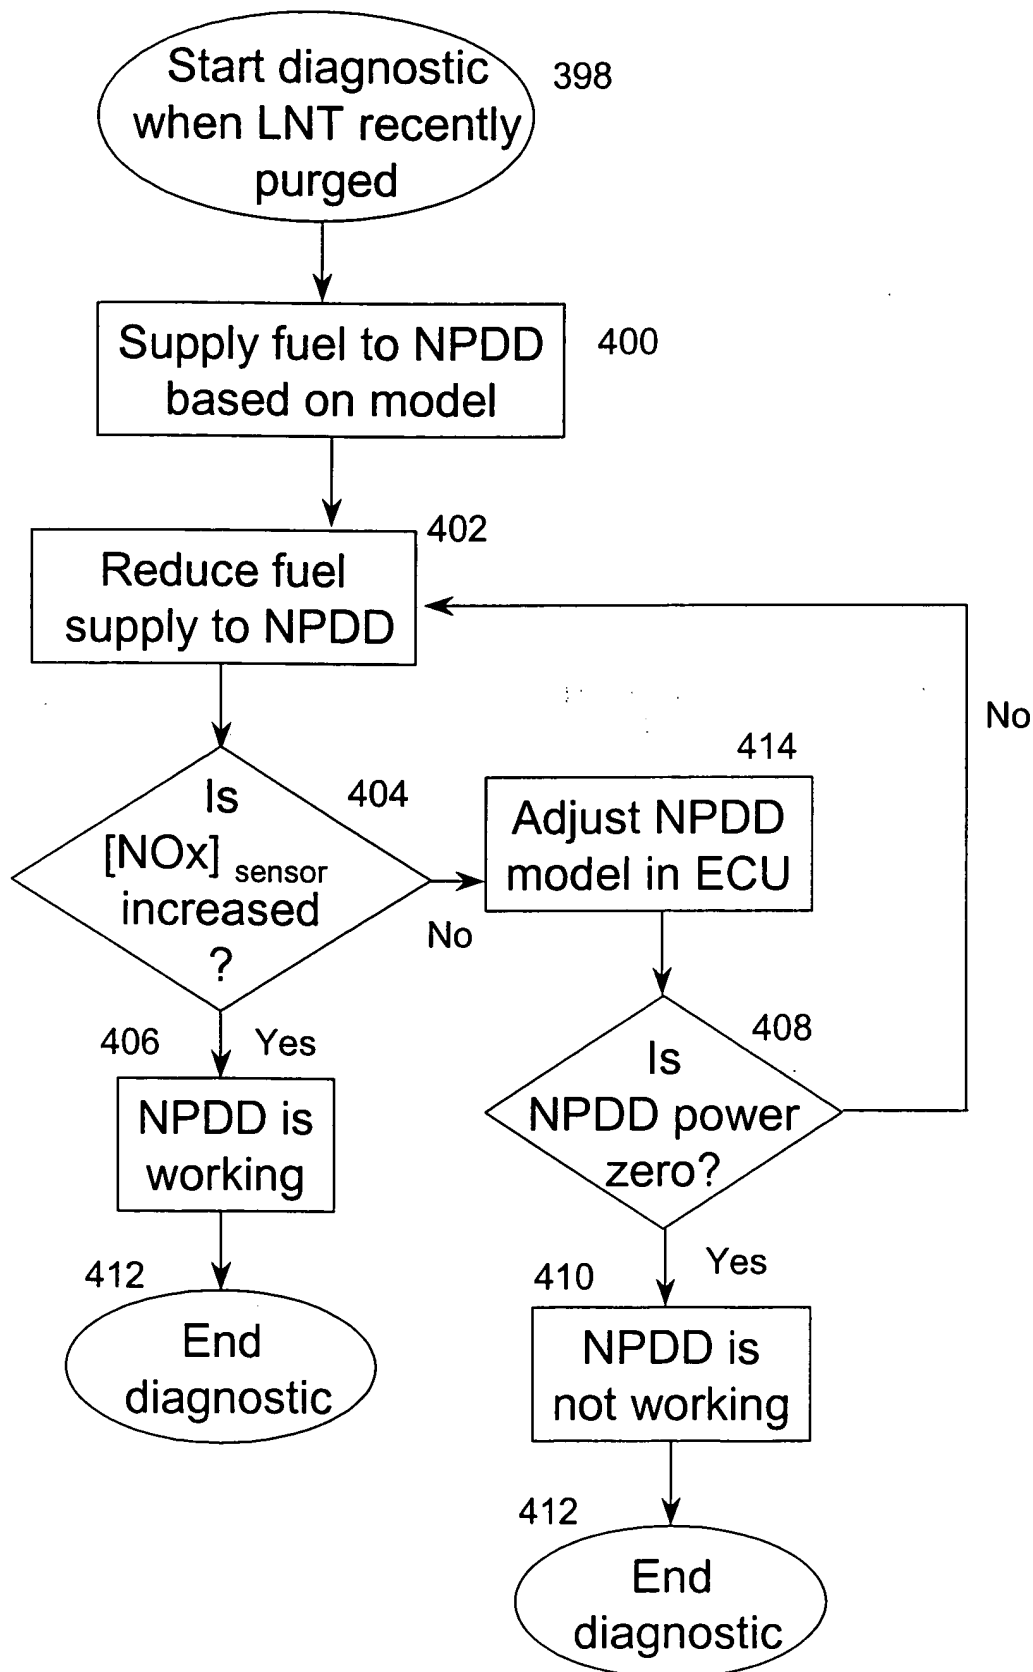 Start diagnostic
when LNT recently
purged
398
Supply fuel to NPDD
based on model
400
402
Reduce fuel
supply to NPDD
No
Is
[NOx] sensor
increased
?
404
No
414
Adjust NPDD
model in ECU
406
Yes
NPDD is
working
408
Is
NPDD power
zero?
412
End
diagnostic
Yes
410
NPDD is
not working
412
End
diagnostic